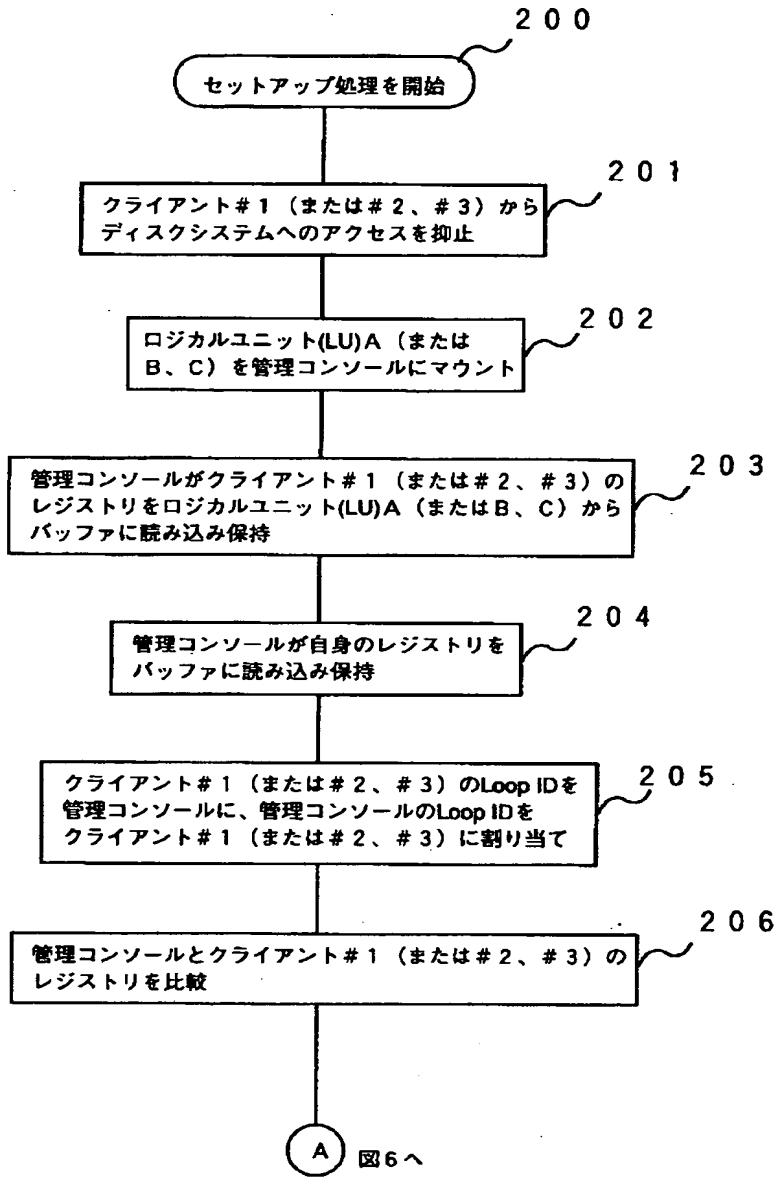 200
セットアップ処理を開始
201
クライアント#1（または#2、#3）から
ディスクシステムへのアクセスを抑止
202
ロジカルユニット(LU)A（または
B、C）を管理コンソールにマウント
203
管理コンソールがクライアント#1（または#2、#3）の
レジストリをロジカルユニット(LU)A（またはB、C）から
バッファに読み込み保持
204
管理コンソールが自身のレジストリを
バッファに読み込み保持
205
クライアント#1（または#2、#3）のLoop IDを
管理コンソールに、管理コンソールのLoop IDを
クライアント#1（または#2、#3）に割り当て
206
管理コンソールとクライアント#1（または#2、#3）の
レジストリを比較
A 図6へ